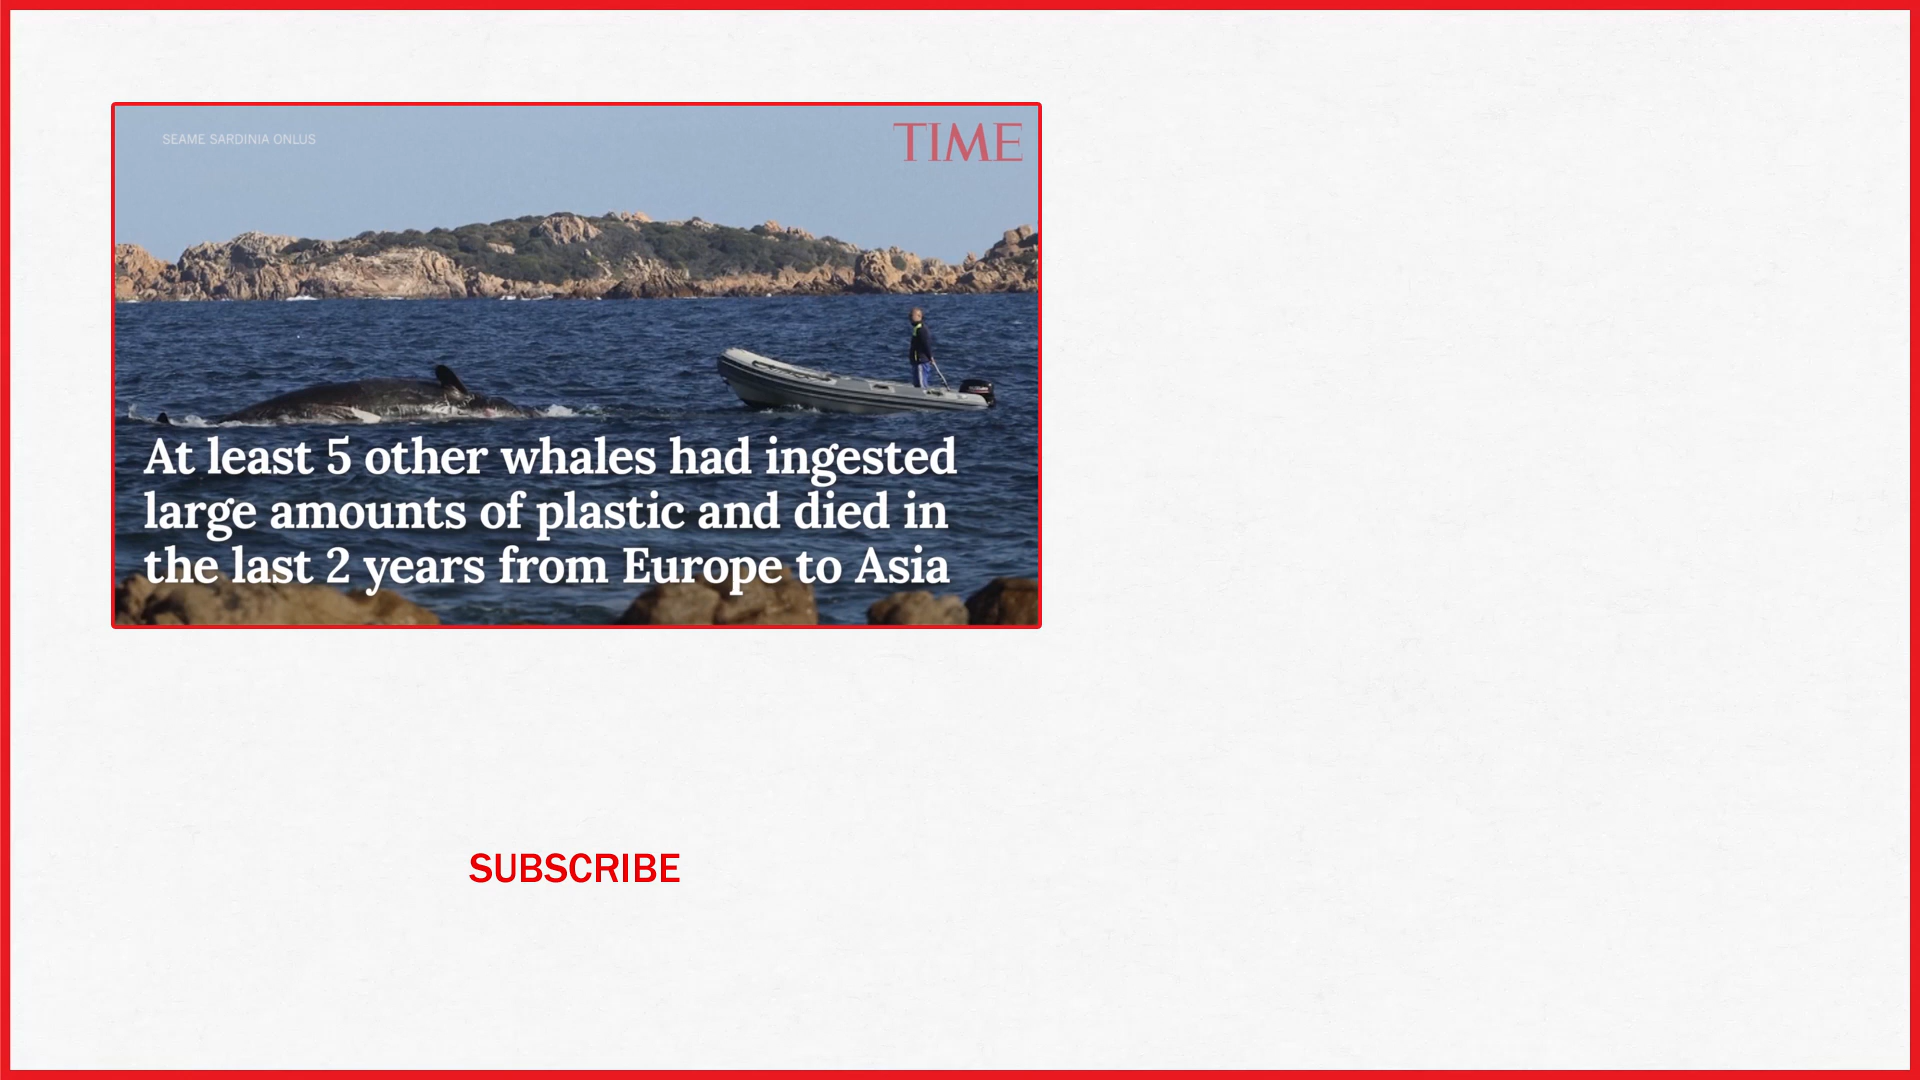 SEAME SARDINIA ONLUS
TIME
At least 5 other whales had ingested
large amounts of plastic and died in
the last 2 years from Europe to Asia
SUBSCRIBE